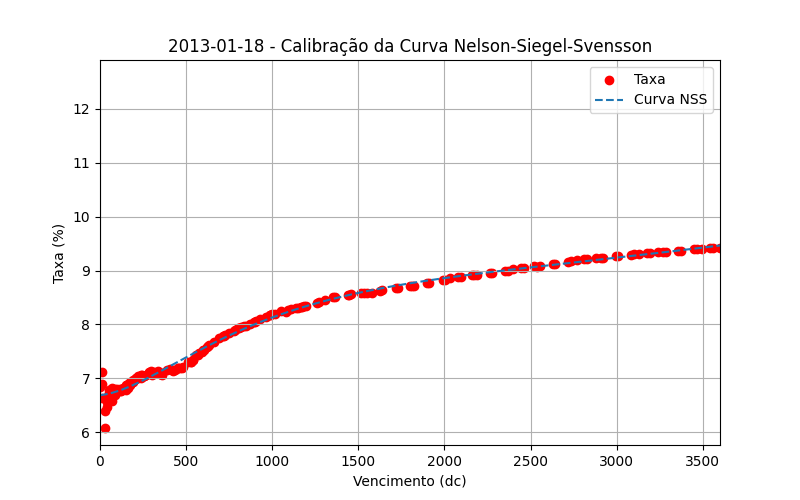 2013-01-18 - Calibração da Curva Nelson-Siegel-Svensson
Taxa
Curva NSS
Taxa (%)
12
11
10
9
8
7
6
0 500 1000 1500 2000 2500 3000 3500
Vencimento (dc)